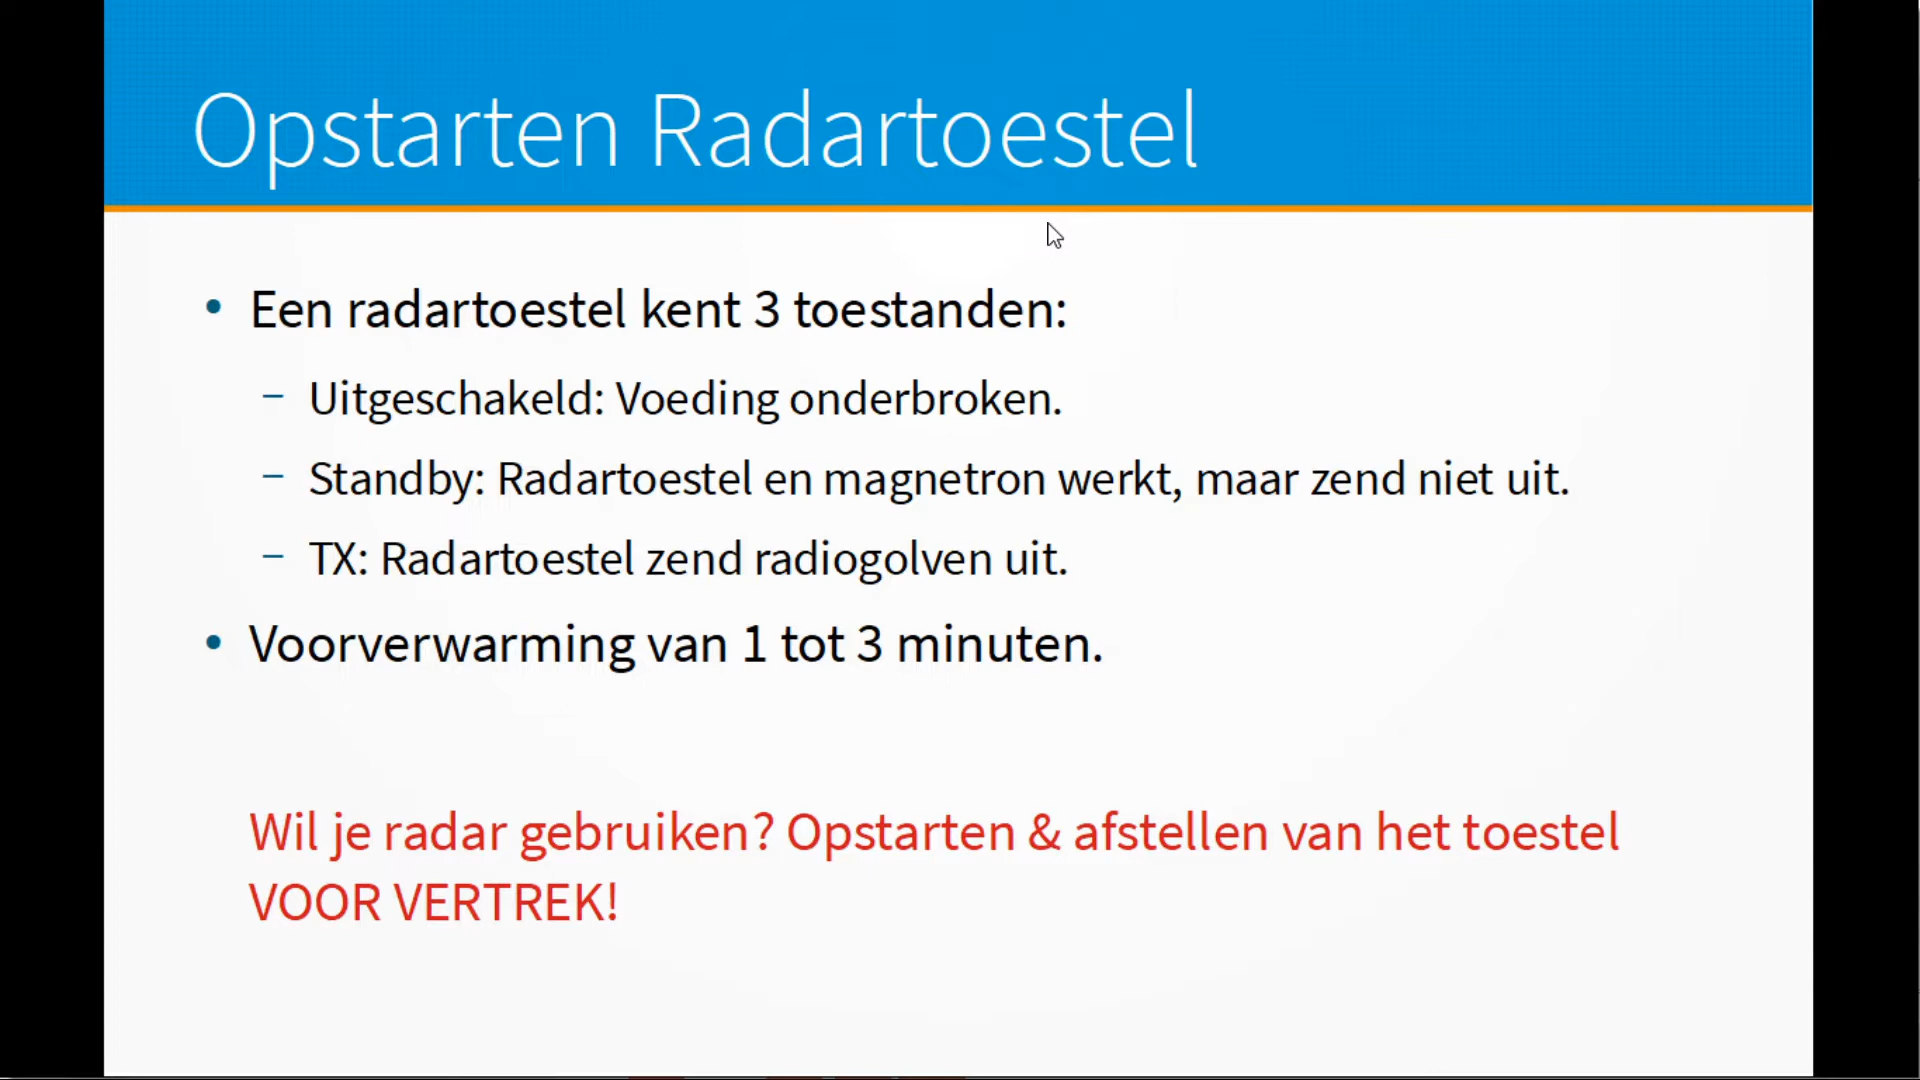 Opstarten Radartoestel
• Een radartoestel kent 3 toestanden:
– Uitgeschakeld: Voeding onderbroken.
– Standby: Radartoestel en magnetron werkt, maar zend niet uit.
– TX: Radartoestel zend radiogolven uit.
• Voorverwarming van 1 tot 3 minuten.
Wil je radar gebruiken? Opstarten & afstellen van het toestel
VOOR VERTREK!